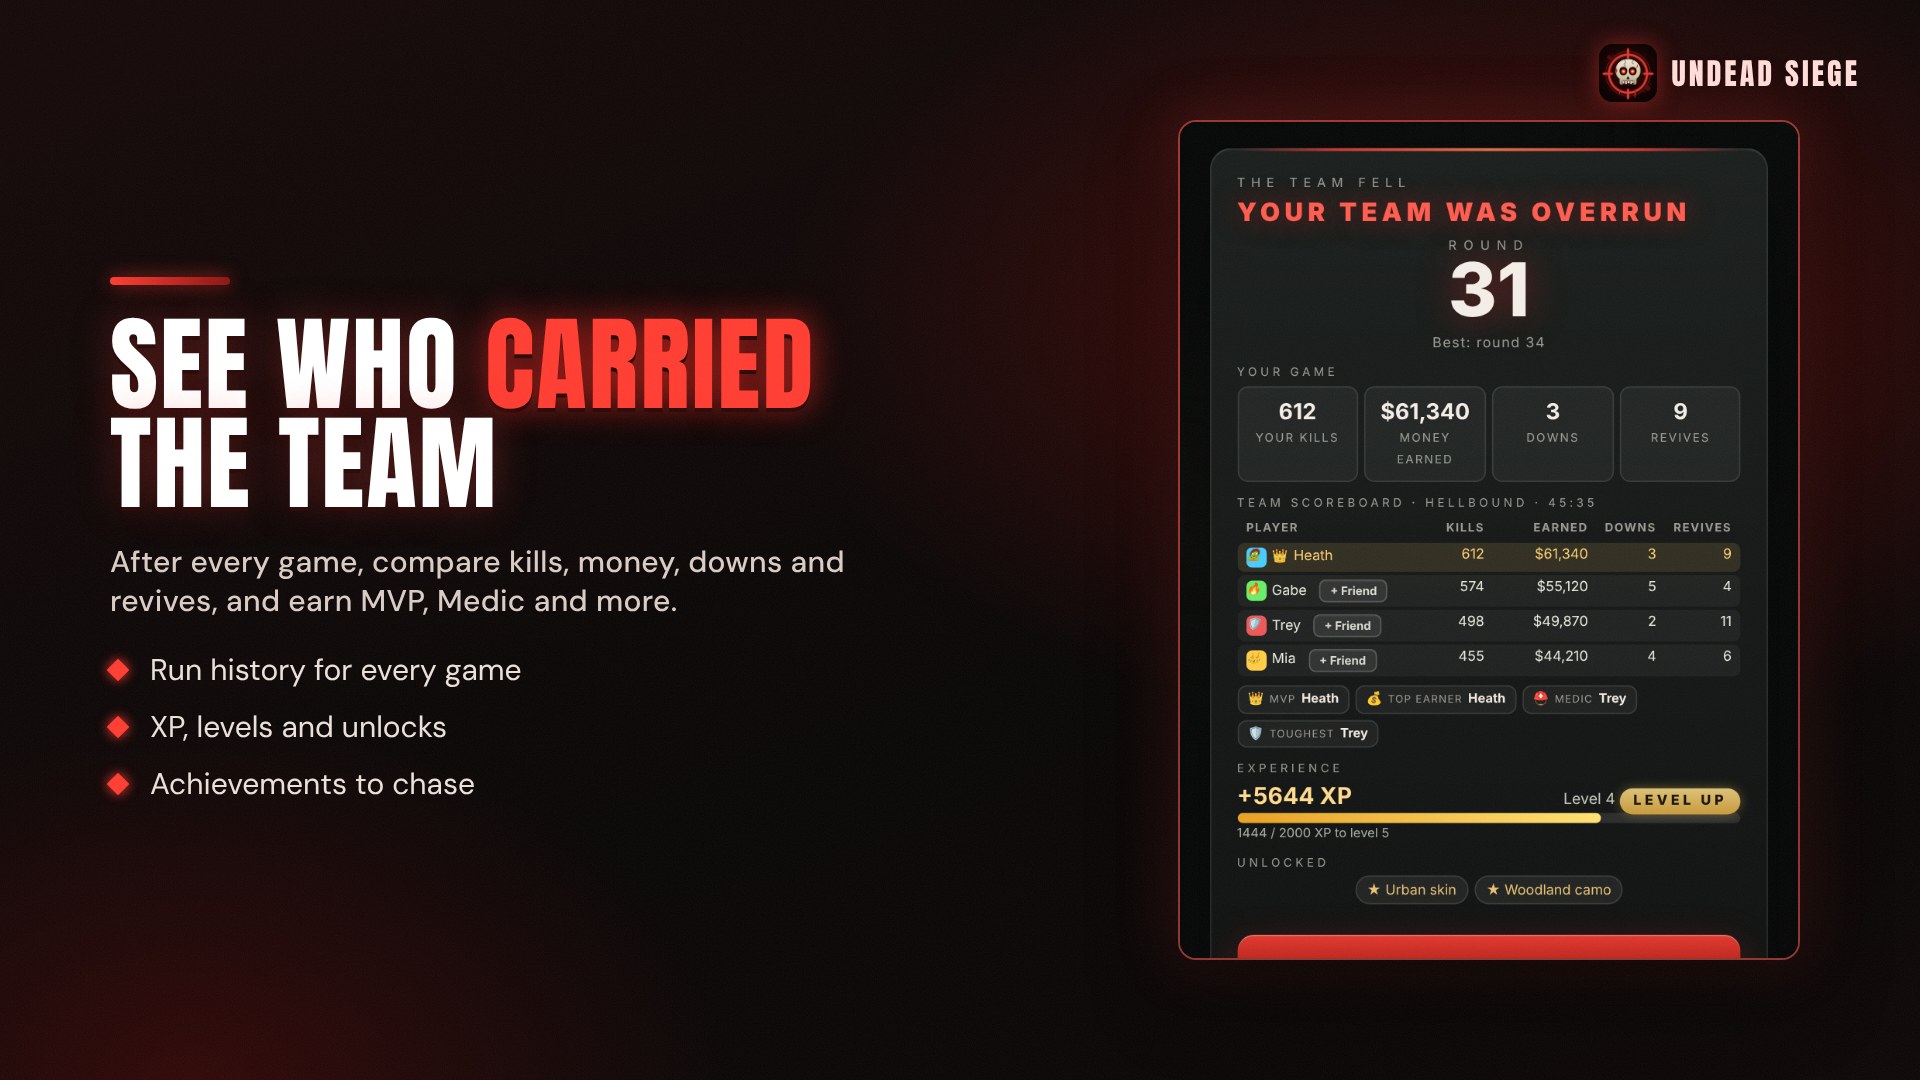 UNDEAD SIEGE
SEE WHO CARRIED
THE TEAM
After every game, compare kills, money, downs and
revives, and earn MVP, Medic and more.
Run history for every game
XP, levels and unlocks
Achievements to chase
THE TEAM FELL
YOUR TEAM WAS OVERRUN
ROUND
31
Best: round 34
YOUR GAME
612 $61,340 3 9
YOUR KILLS MONEY EARNED DOWNS REVIVES
TEAM SCOREBOARD · HELLBOUND · 45:35
PLAYER KILLS EARNED DOWNS REVIVES
Heath 612 $61,340 3 9
Gabe + Friend 574 $55,120 5 4
Trey + Friend 498 $49,870 2 11
Mia + Friend 455 $44,210 4 6
MVP Heath TOP EARNER Heath MEDIC Trey
TOUGHEST Trey
EXPERIENCE
+5644 XP Level 4 LEVEL UP
1444 / 2000 XP to level 5
UNLOCKED
★ Urban skin ★ Woodland camo